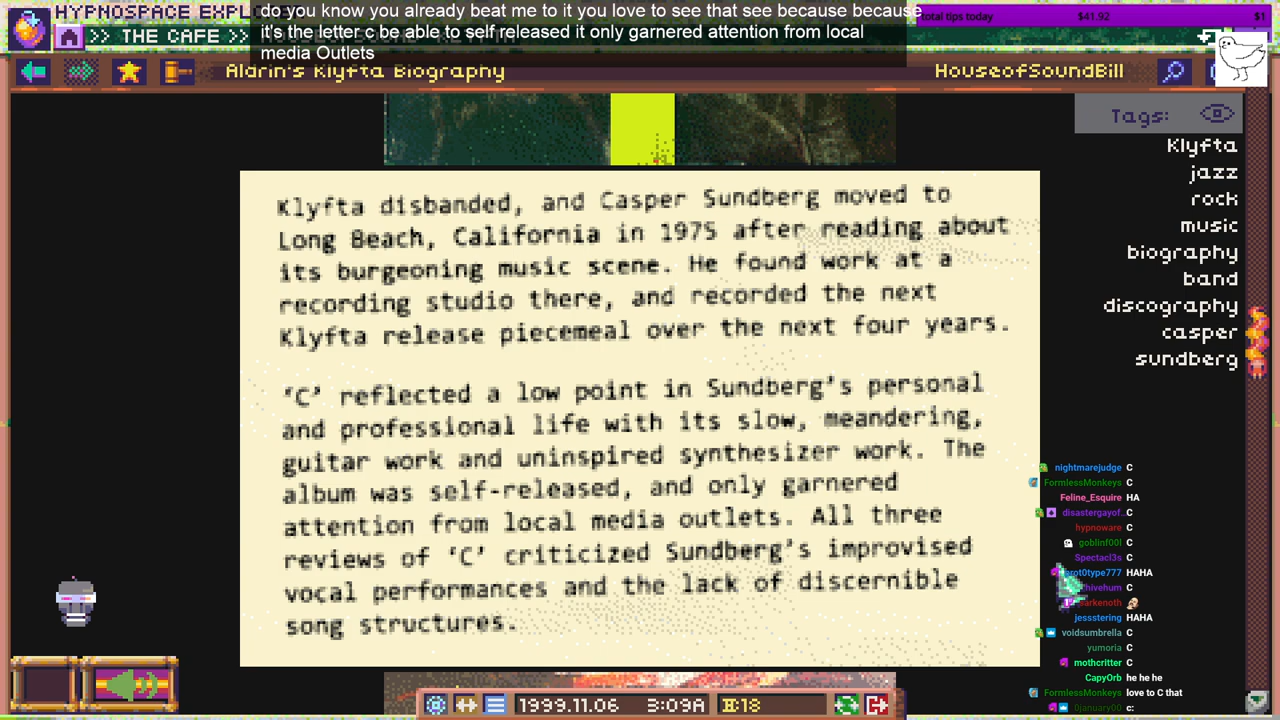 HYPNOSPACE EXPL
do you know you already beat me to it you love to see that see because because
it's the letter c be able to self released it only garnered attention from local
media Outlets
total tips today $41.92 $1
>> THE CAFE >>
Aldrin's Klyfta Biography
HouseofSoundBill
Klyfta disbanded, and Casper Sundberg moved to
Long Beach, California in 1975 after reading about
its burgeoning music scene. He found work at a
recording studio there, and recorded the next
Klyfta release piecemeal over the next four years.
'C' reflected a low point in Sundberg's personal
and professional life with its slow, meandering,
guitar work and uninspired synthesizer work. The
album was self-released, and only garnered
attention from local media outlets. All three
reviews of 'C' criticized Sundberg's improvised
vocal performances and the lack of discernible
song structures.
Tags:
Klyfta
jazz
rock
music
biography
band
discography
casper
sundberg
nightmarejudge C
FormlessMonkeys C
Feline_Esquire HA
disastergayof... C
hypnoware C
goblinf00l C
Spectacl3s C
prot0type777 HAHA
hivehum C
parkenoth
jessstering HAHA
voidsumbrella C
yumoria C
mothcritter C
CapyOrb he he he
FormlessMonkeys love to C that
0january00 c:
1999.11.06 3:09A
18